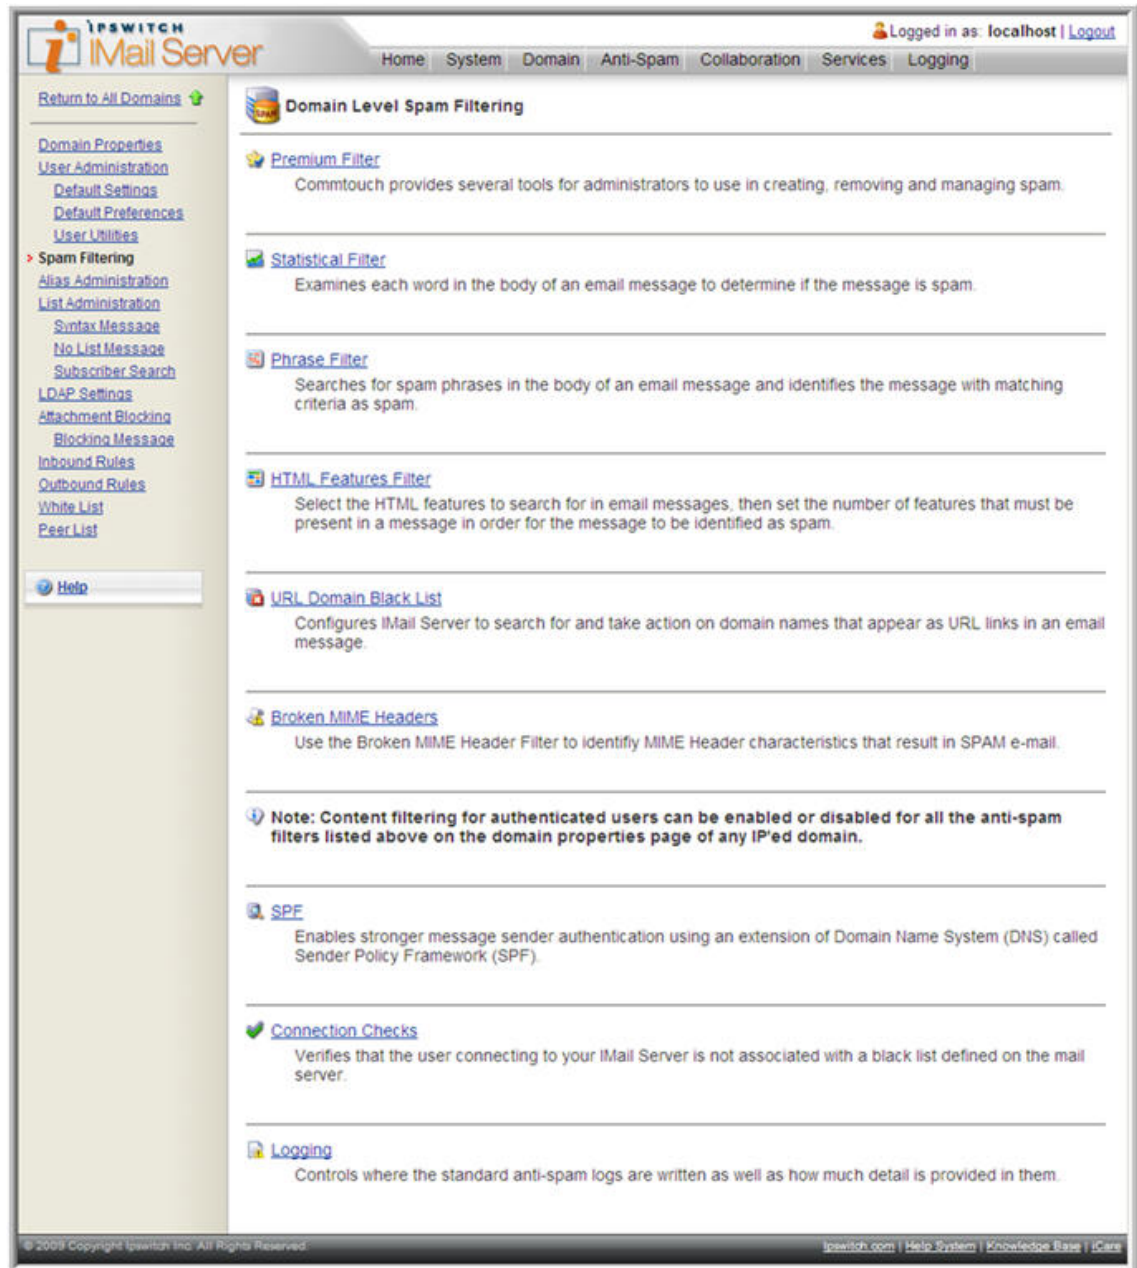 IPSWITCH
IMail Server
Logged in as: localhost | Logout
Home System Domain Anti-Spam Collaboration Services Logging
Return to All Domains
Domain Properties
User Administration
Default Settings
Default Preferences
User Utilities
Spam Filtering
Alias Administration
List Administration
Syntax Message
No List Message
Subscriber Search
LDAP Settings
Attachment Blocking
Blocking Message
Inbound Rules
Outbound Rules
White List
Peer List
Help
Domain Level Spam Filtering
Premium Filter
Commtouch provides several tools for administrators to use in creating, removing and managing spam.
Statistical Filter
Examines each word in the body of an email message to determine if the message is spam.
Phrase Filter
Searches for spam phrases in the body of an email message and identifies the message with matching
criteria as spam.
HTML Features Filter
Select the HTML features to search for in email messages, then set the number of features that must be
present in a message in order for the message to be identified as spam.
URL Domain Black List
Configures IMail Server to search for and take action on domain names that appear as URL links in an email
message.
Broken MIME Headers
Use the Broken MIME Header Filter to identifiy MIME Header characteristics that result in SPAM e-mail.
Note: Content filtering for authenticated users can be enabled or disabled for all the anti-spam
filters listed above on the domain properties page of any IP'ed domain.
SPF
Enables stronger message sender authentication using an extension of Domain Name System (DNS) called
Sender Policy Framework (SPF).
Connection Checks
Verifies that the user connecting to your IMail Server is not associated with a black list defined on the mail
server.
Logging
Controls where the standard anti-spam logs are written as well as how much detail is provided in them.
© 2009 Copyright Ipswitch Inc. All Rights Reserved.
Ipswitch.com | Help System | Knowledge Base | iCare